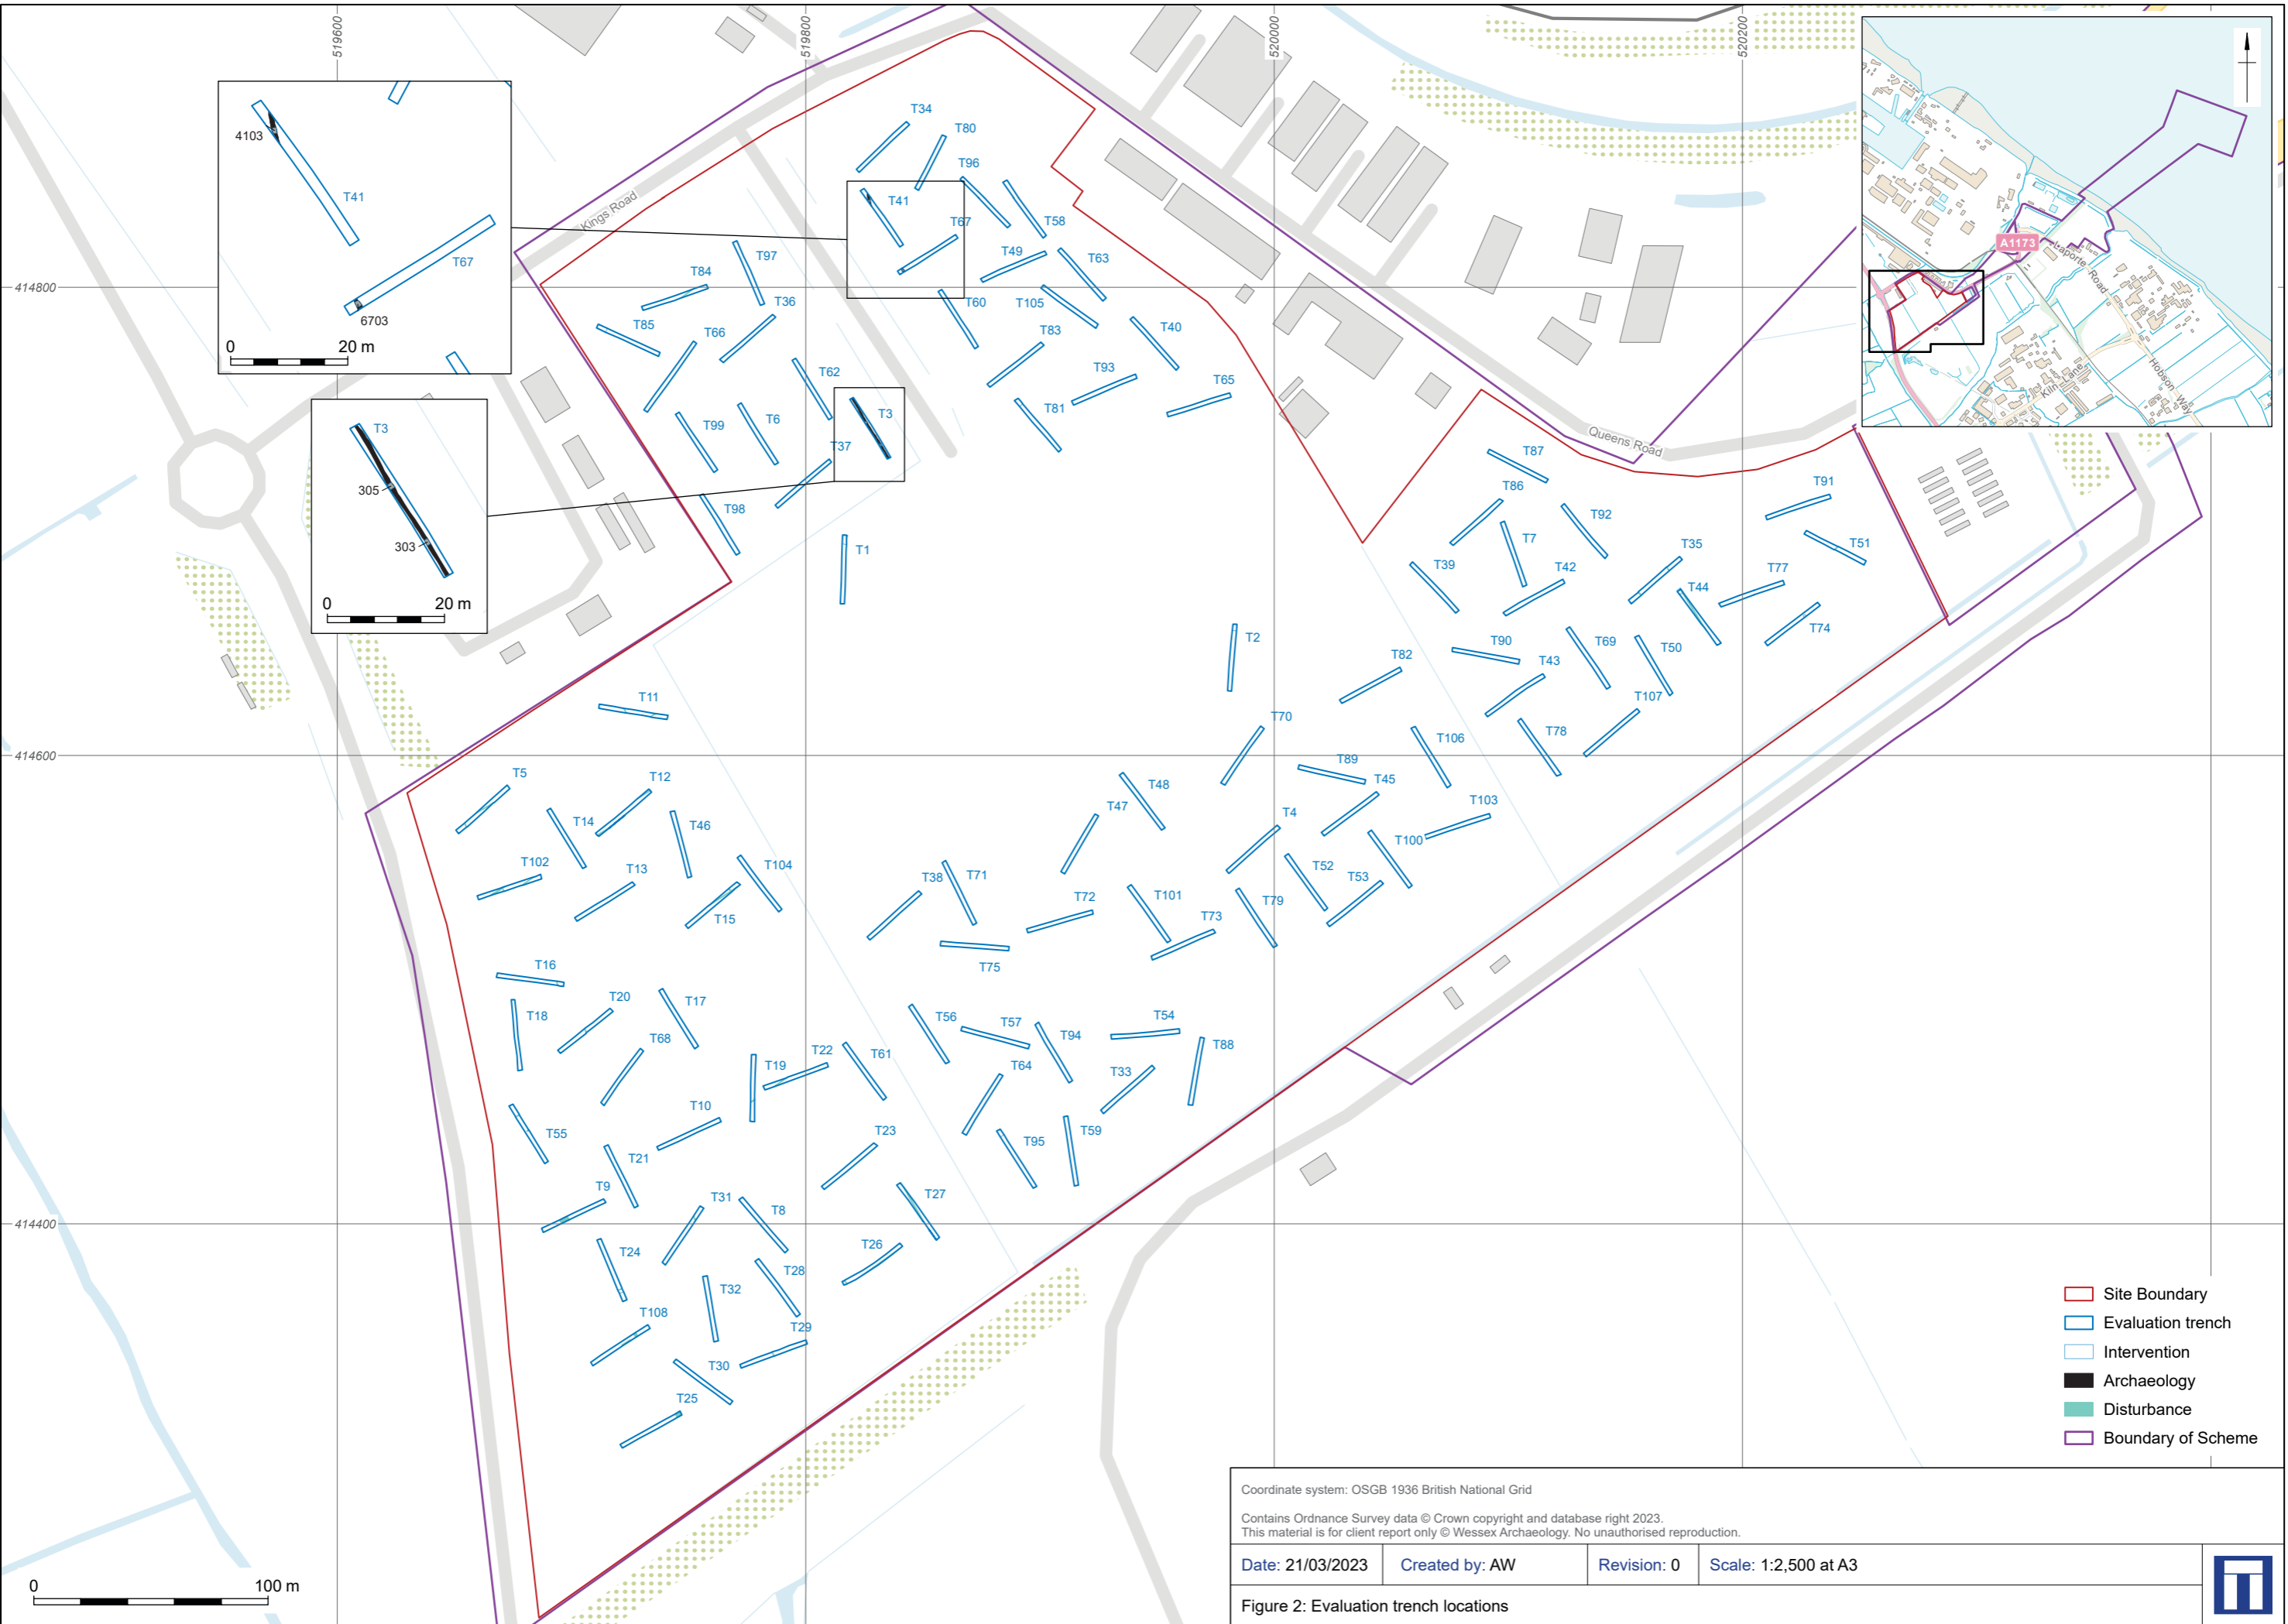 519600
519800
520000
520200
414800
414600
414400
4103
T41
T67
6703
0
20 m
T3
305
303
0
20 m
Kings Road
Queens Road
A1173
Laporte Road
Hobson Way
Kiln Lane
T34
T80
T96
T41
T58
T67
T97
T49
T63
T84
T36
T60
T105
T85
T66
T83
T40
T62
T93
T65
T99
T6
T3
T81
T37
T98
T1
T87
T86
T91
T92
T7
T51
T39
T42
T35
T77
T44
T74
T2
T90
T69
T50
T82
T43
T11
T107
T70
T106
T78
T89
T5
T12
T48
T45
T47
T4
T103
T14
T46
T100
T102
T13
T104
T38
T71
T52
T53
T15
T72
T101
T73
T79
T75
T16
T20
T17
T18
T56
T57
T94
T54
T68
T22
T61
T88
T19
T64
T33
T10
T55
T23
T95
T59
T21
T9
T31
T8
T27
T24
T26
T28
T32
T108
T29
T30
T25
Site Boundary
Evaluation trench
Intervention
Archaeology
Disturbance
Boundary of Scheme
0
100 m
Coordinate system: OSGB 1936 British National Grid
Contains Ordnance Survey data © Crown copyright and database right 2023.
This material is for client report only © Wessex Archaeology. No unauthorised reproduction.
Date: 21/03/2023
Created by: AW
Revision: 0
Scale: 1:2,500 at A3
Figure 2: Evaluation trench locations